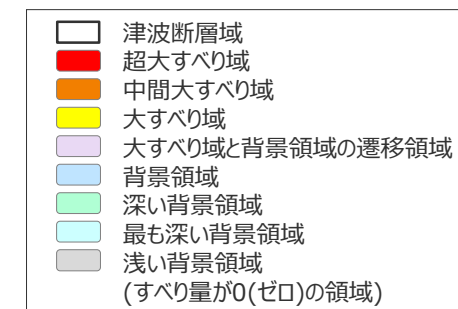 津波断層域
超大すべり域
中間大すべり域
大すべり域
大すべり域と背景領域の遷移領域
背景領域
深い背景領域
最も深い背景領域
浅い背景領域
(すべり量が0(ゼロ)の領域)